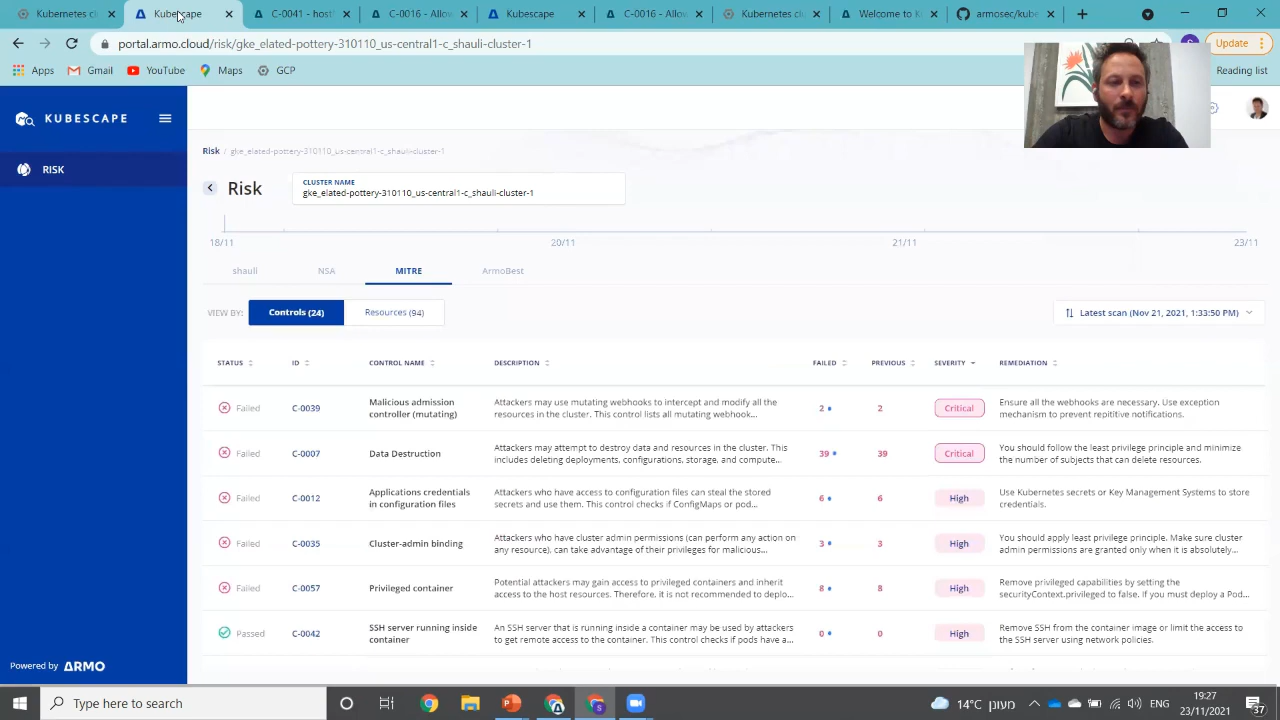 Kubes
C-0041 - host
C-0016 - Allow
Kubesc
C-0016 - Allow
Kubernetes cl
Welcome to K
armosec/kube
portal.armo.cloud/risk/gke_elated-pottery-310110_us-central1-c_shauli-cluster-1
Update
Apps
Gmail
YouTube
Maps
GCP
Reading list
KUBESCAPE
RISK
Risk / gke_elated-pottery-310110_us-central1-c_shauli-cluster-1
Risk
CLUSTER NAME
gke_elated-pottery-310110_us-central1-c_shauli-cluster-1
18/11 20/11 21/11 23/11
shauli NSA MITRE ArmoBest
VIEW BY: Controls (24) Resources (94) Latest scan (Nov 21, 2021, 1:33:50 PM)
STATUS ID CONTROL NAME DESCRIPTION FAILED PREVIOUS SEVERITY REMEDIATION
Failed C-0039 Malicious admission controller (mutating) Attackers may use mutating webhooks to intercept and modify all the resources in the cluster. This control lists all mutating webhook... 2 2 Critical Ensure all the webhooks are necessary. Use exception mechanism to prevent repititive notifications.
Failed C-0007 Data Destruction Attackers may attempt to destroy data and resources in the cluster. This includes deleting deployments, configurations, storage, and compute... 39 39 Critical You should follow the least privilege principle and minimize the number of subjects that can delete resources.
Failed C-0012 Applications credentials in configuration files Attackers who have access to configuration files can steal the stored secrets and use them. This control checks if ConfigMaps or pod... 6 6 High Use Kubernetes secrets or Key Management Systems to store credentials.
Failed C-0035 Cluster-admin binding Attackers who have cluster admin permissions (can perform any action on any resource), can take advantage of their privileges for malicious... 3 3 High You should apply least privilege principle. Make sure cluster admin permissions are granted only when it is absolutely...
Failed C-0057 Privileged container Potential attackers may gain access to privileged containers and inherit access to the host resources. Therefore, it is not recommended to deplo... 8 8 High Remove privileged capabilities by setting the securityContext.privileged to false. If you must deploy a Pod...
Passed C-0042 SSH server running inside container An SSH server that is running inside a container may be used by attackers to get remote access to the container. This control checks if pods have a... 0 0 High Remove SSH from the container image or limit the access to the SSH server using network policies.
Powered by ARMO
Type here to search
14°C מעונן
ENG
19:27
23/11/2021
37